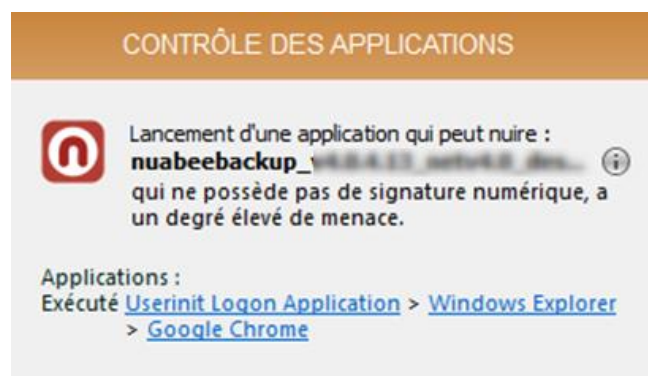 CONTRÔLE DES APPLICATIONS
Lancement d'une application qui peut nuire :
nuabeebackup_
qui ne possède pas de signature numérique, a
un degré élevé de menace.
Applications :
Exécuté Userinit Logon Application > Windows Explorer
> Google Chrome